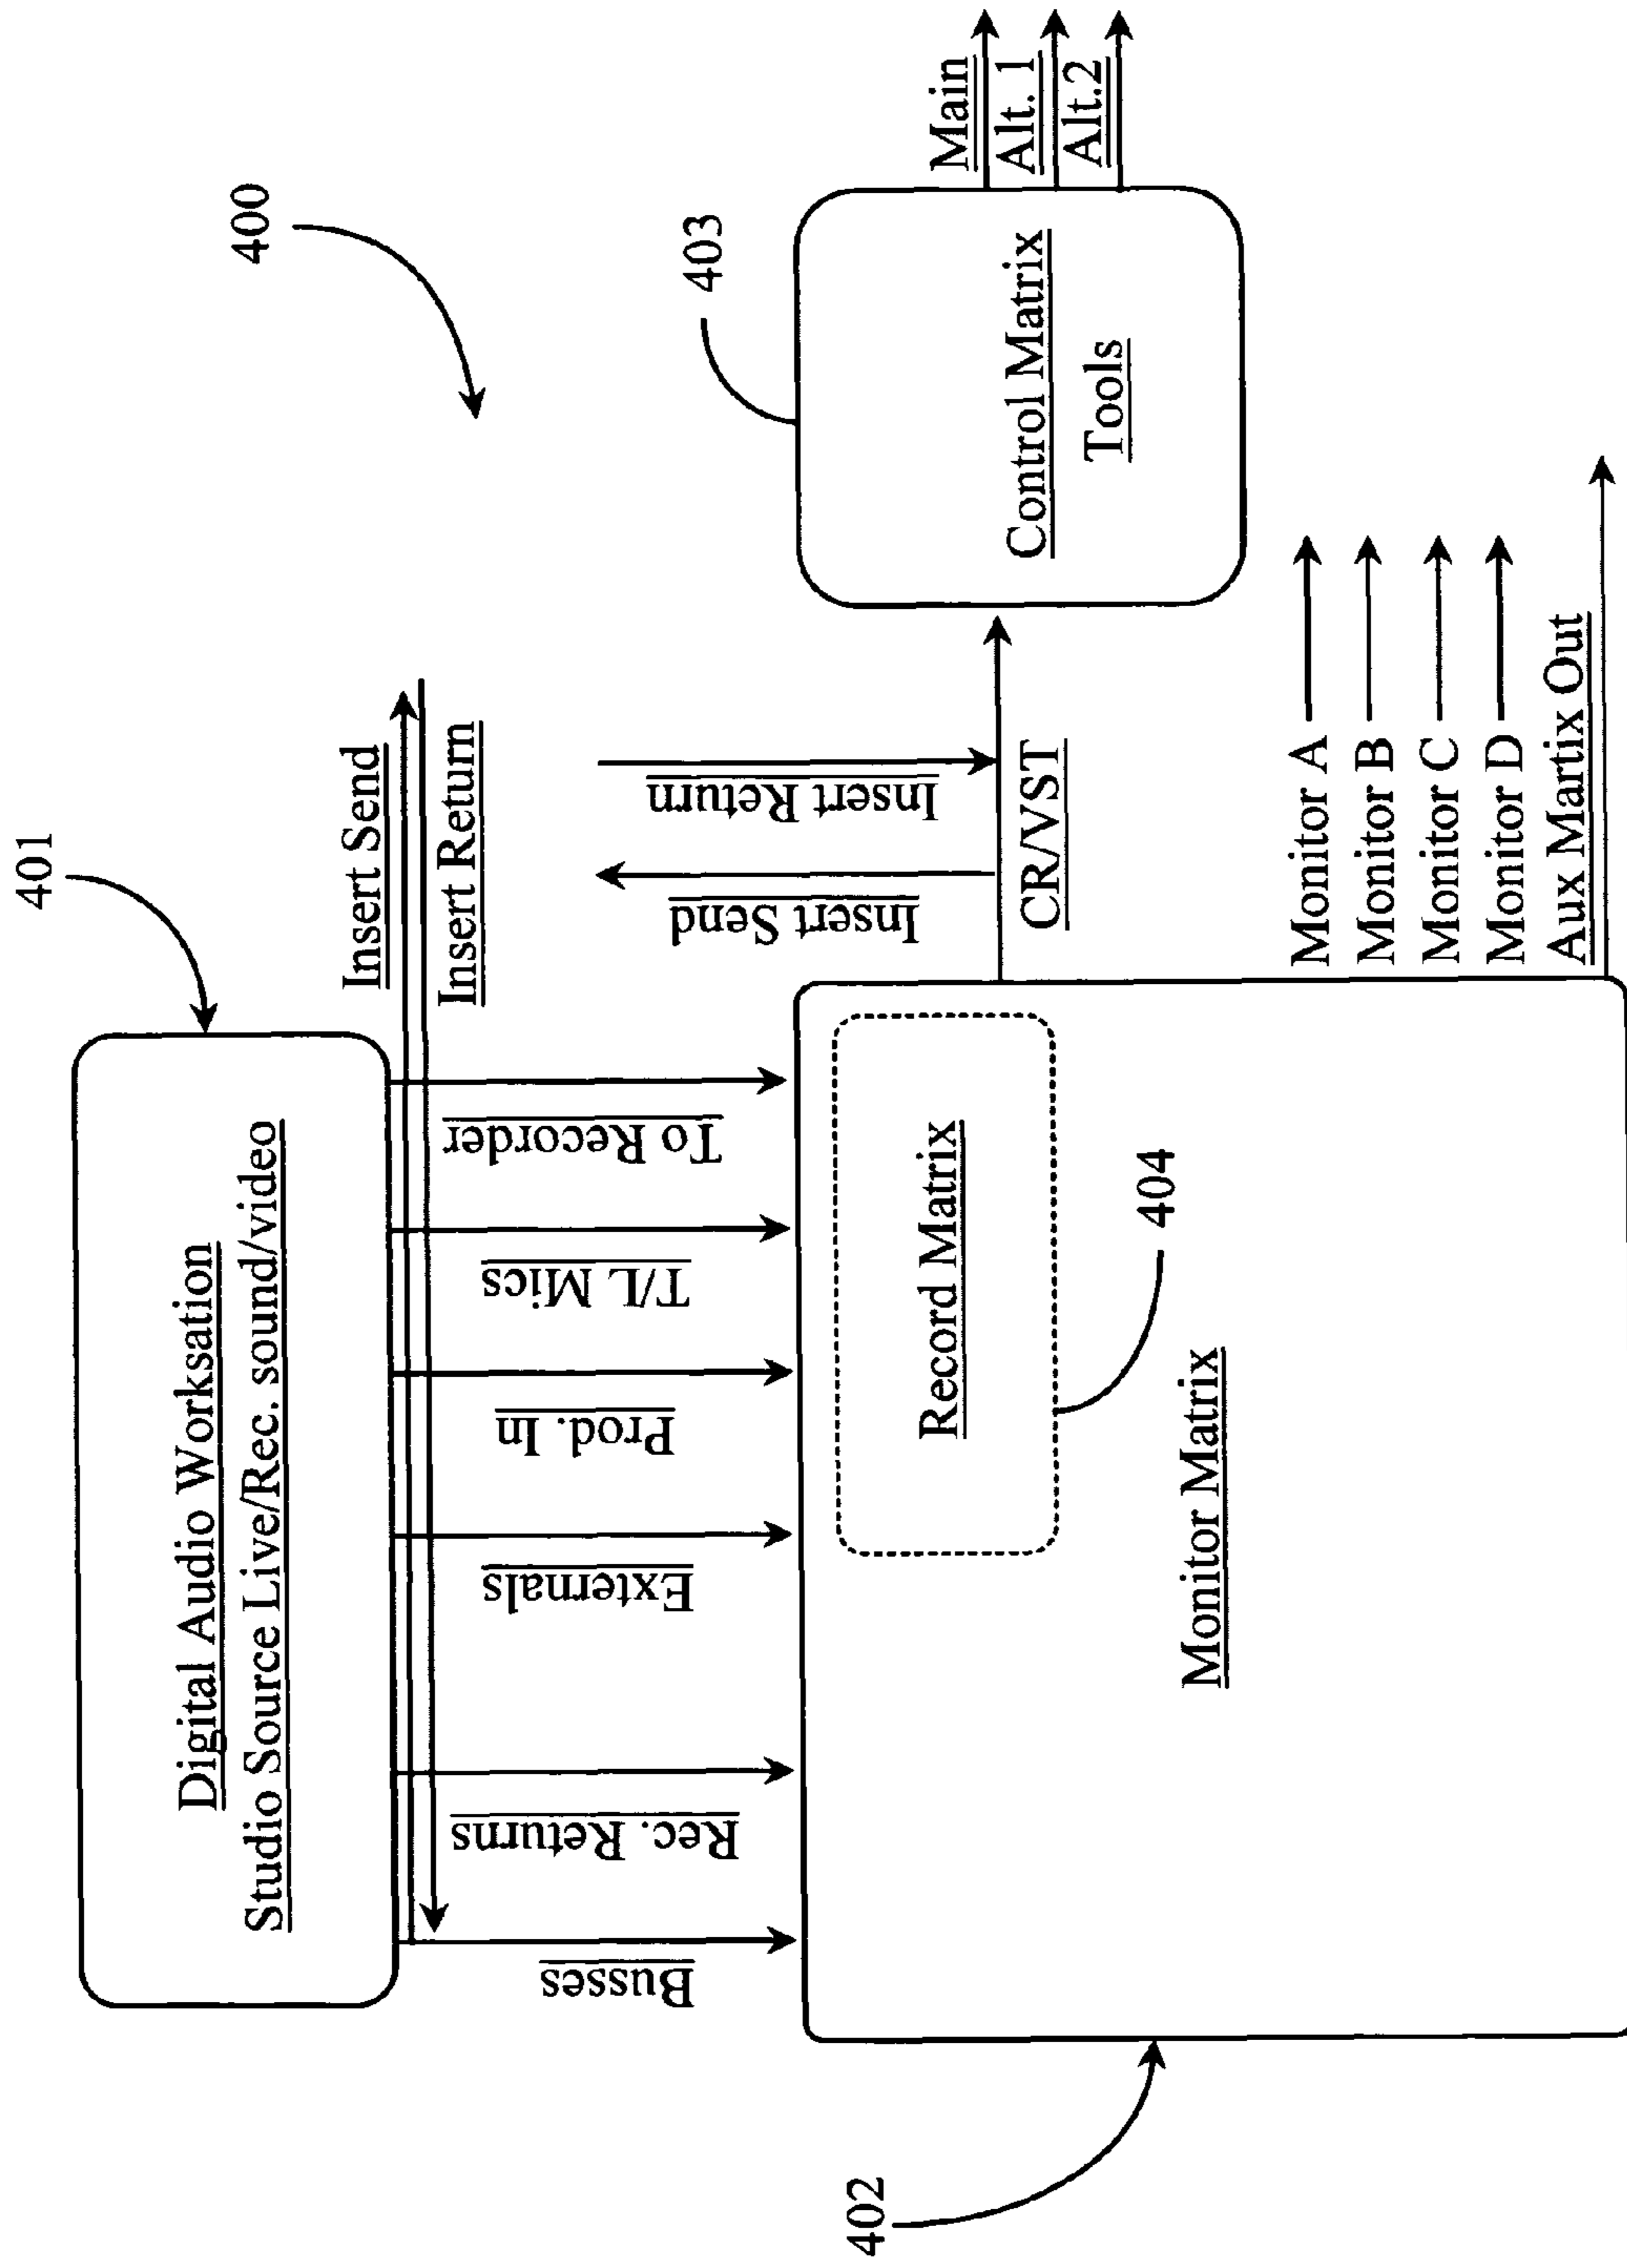 400
401
Digital Audio Worksation
Studio Source Live/Rec. sound/video
Insert Send
Insert Return
Busses
Rec. Returns
Externals
Prod. In
T/L Mics
To Recorder
Insert Send
Insert Return
CR/VST
402
Record Matrix
404
Monitor Matrix
403
Control Matrix
Tools
Main
Alt. 1
Alt.2
Monitor A
Monitor B
Monitor C
Monitor D
Aux Martix Out